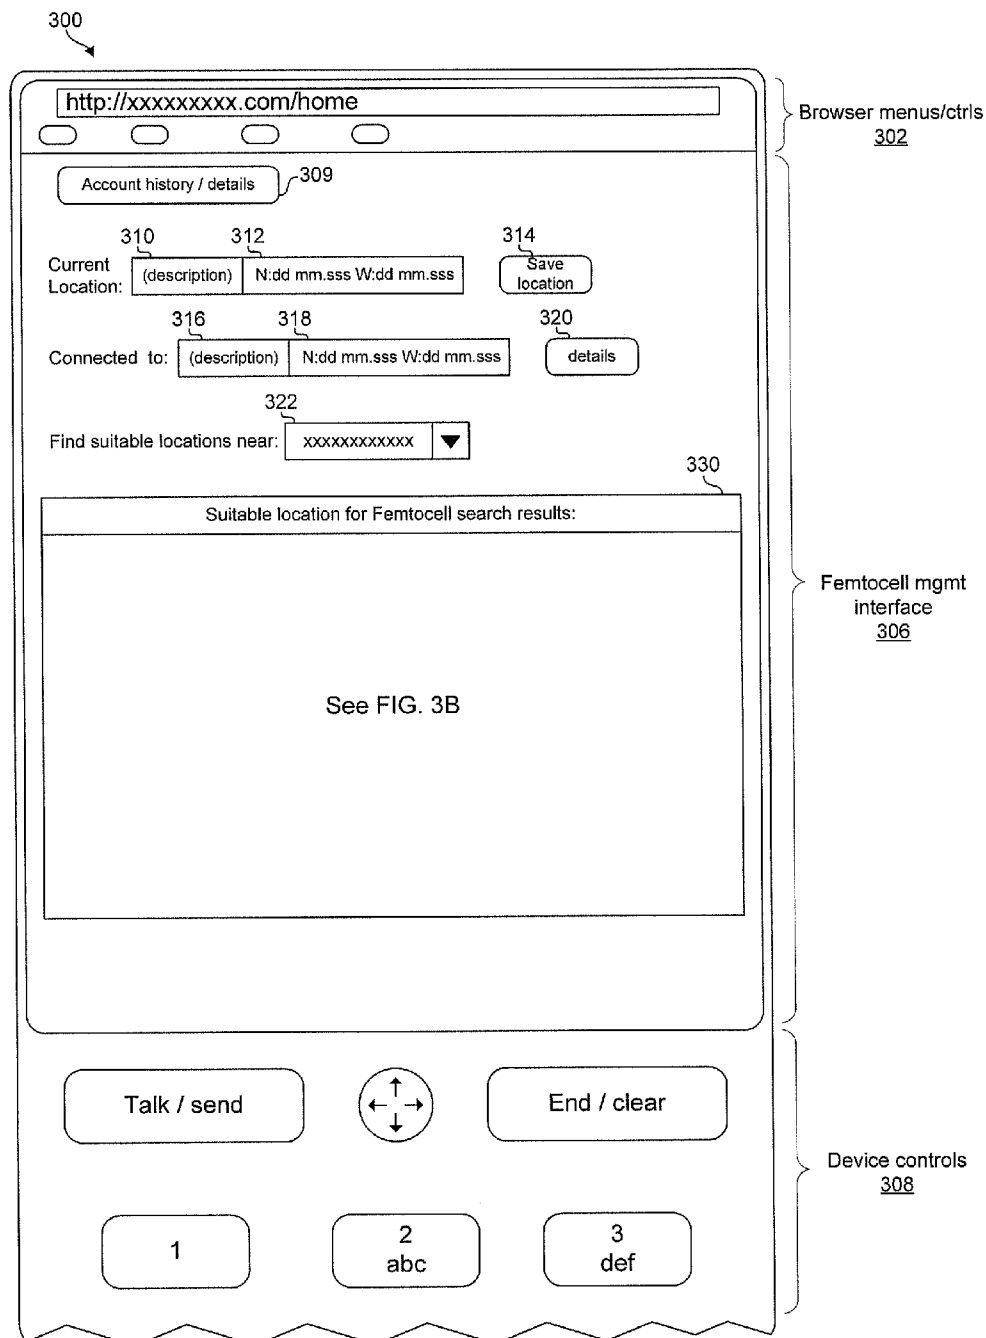 300
http://xxxxxxxxx.com/home
Browser menus/ctrls
302
Account history / details
309
310
312
314
Current
Location:
(description)
N:dd mm.sss W:dd mm.sss
Save
location
316
318
320
Connected to:
(description)
N:dd mm.sss W:dd mm.sss
details
322
Find suitable locations near:
xxxxxxxxxxxx
330
Suitable location for Femtocell search results:
Femtocell mgmt
interface
306
See FIG. 3B
Talk / send
End / clear
Device controls
308
1
2
abc
3
def